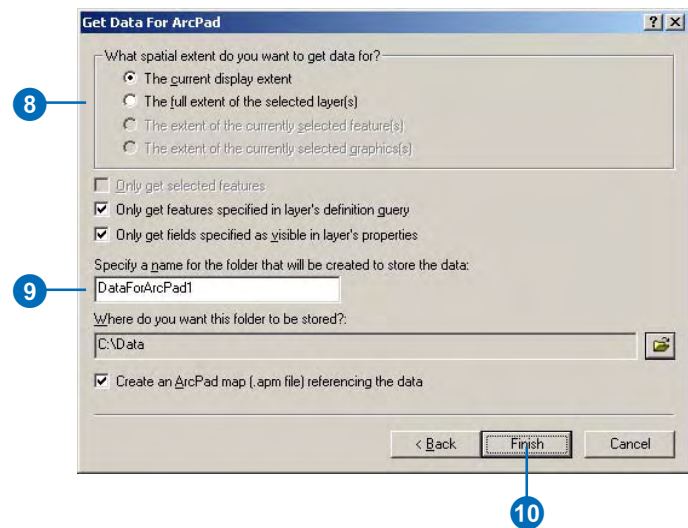 Get Data For ArcPad
What spatial extent do you want to get data for?
The current display extent
8
The full extent of the selected layer(s)
The extent of the currently selected feature(s)
The extent of the currently selected graphics(s)
Only get selected features
Only get features specified in layer's definition query
Only get fields specified as visible in layer's properties
Specify a name for the folder that will be created to store the data:
9
DataForArcPad1
Where do you want this folder to be stored?:
C:\Data
Create an ArcPad map (.apm file) referencing the data
< Back Finish Cancel
10